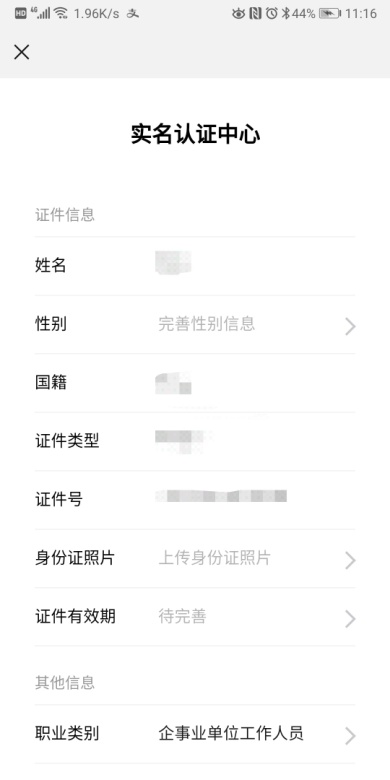 HD 4G 1.96K/s 支 44% 11:16
实名认证中心
证件信息
姓名
性别 完善性别信息
国籍
证件类型
证件号
身份证照片 上传身份证照片
证件有效期 待完善
其他信息
职业类别 企事业单位工作人员